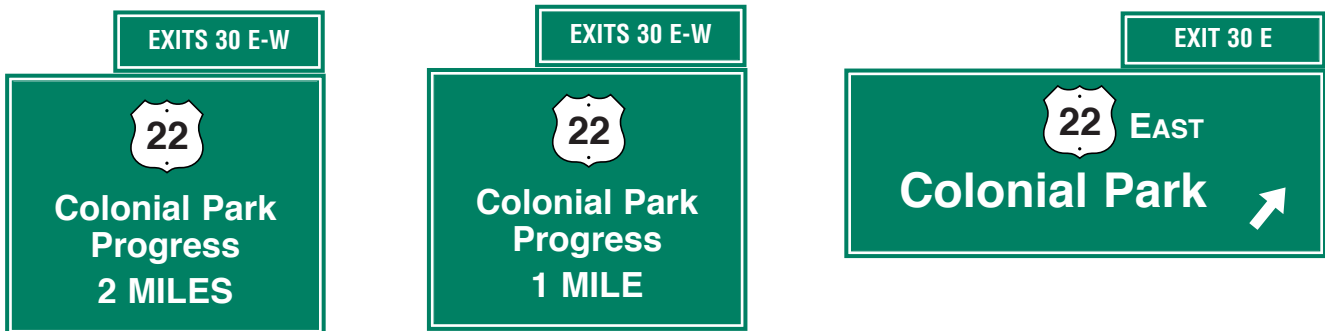 EXITS 30 E-W
22
Colonial Park
Progress
2 MILES
EXITS 30 E-W
22
Colonial Park
Progress
1 MILE
EXIT 30 E
22 EAST
Colonial Park